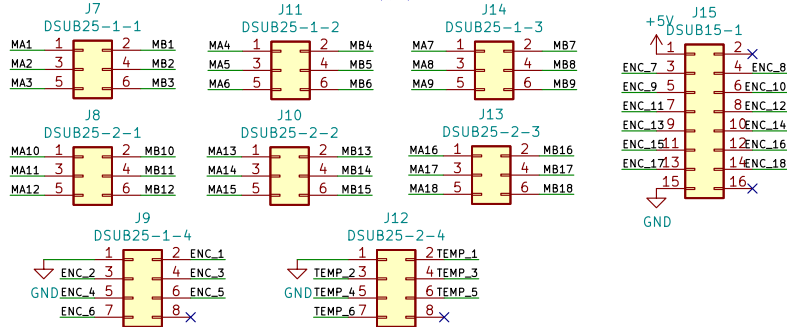 J7
DSUB25-1-1
MA1 1 2 MB1
MA2 3 4 MB2
MA3 5 6 MB3
J11
DSUB25-1-2
MA4 1 2 MB4
MA5 3 4 MB5
MA6 5 6 MB6
J14
DSUB25-1-3
MA7 1 2 MB7
MA8 3 4 MB8
MA9 5 6 MB9
J15
DSUB15-1
+5V 1 2
ENC_7 3 4 ENC_8
ENC_9 5 6 ENC_10
ENC_11 7 8 ENC_12
ENC_13 9 10 ENC_14
ENC_15 11 12 ENC_16
ENC_17 13 14 ENC_18
15 16
GND
J8
DSUB25-2-1
MA10 1 2 MB10
MA11 3 4 MB11
MA12 5 6 MB12
J10
DSUB25-2-2
MA13 1 2 MB13
MA14 3 4 MB14
MA15 5 6 MB15
J13
DSUB25-2-3
MA16 1 2 MB16
MA17 3 4 MB17
MA18 5 6 MB18
J9
DSUB25-1-4
1 2 ENC_1
ENC_2 3 4 ENC_3
GND ENC_4 5 6 ENC_5
ENC_6 7 8
J12
DSUB25-2-4
1 2 TEMP_1
TEMP_2 3 4 TEMP_3
GND TEMP_4 5 6 TEMP_5
TEMP_6 7 8